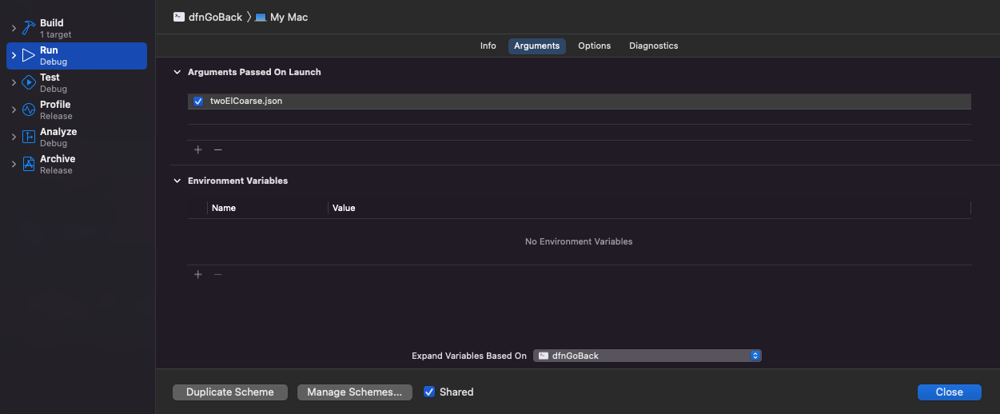 dfnGoBack
My Mac
Build
1 target
Run
Debug
Test
Debug
Profile
Release
Analyze
Debug
Archive
Release
Info Arguments Options Diagnostics
Arguments Passed On Launch
twoElCoarse.json
Environment Variables
Name Value
No Environment Variables
Expand Variables Based On dfnGoBack
Duplicate Scheme Manage Schemes... Shared Close